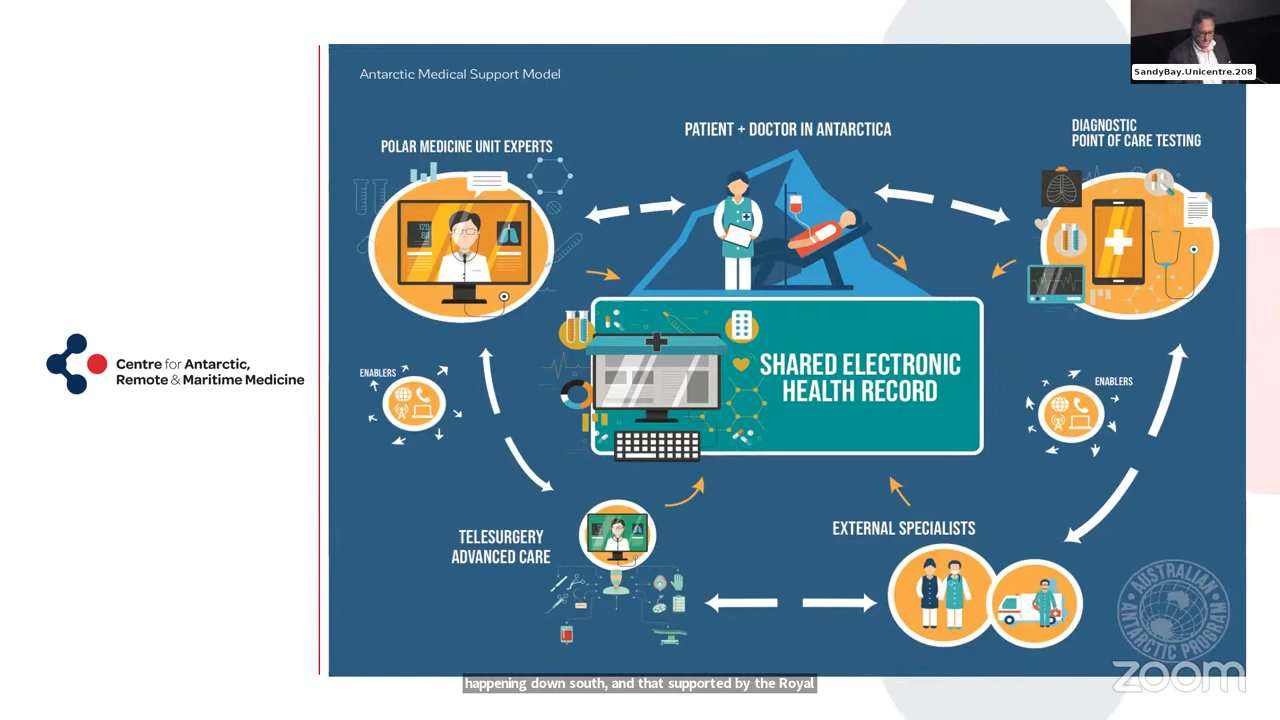 SandyBay.Unicentre.208
Antarctic Medical Support Model
PATIENT + DOCTOR IN ANTARCTICA
DIAGNOSTIC
POINT OF CARE TESTING
POLAR MEDICINE UNIT EXPERTS
120
80
SHARED ELECTRONIC
HEALTH RECORD
Centre for Antarctic,
Remote & Maritime Medicine
ENABLERS
ENABLERS
TELESURGERY
ADVANCED CARE
EXTERNAL SPECIALISTS
AUSTRALIAN
ANTARCTIC PROGRAM
zoom
happening down south, and that supported by the Royal